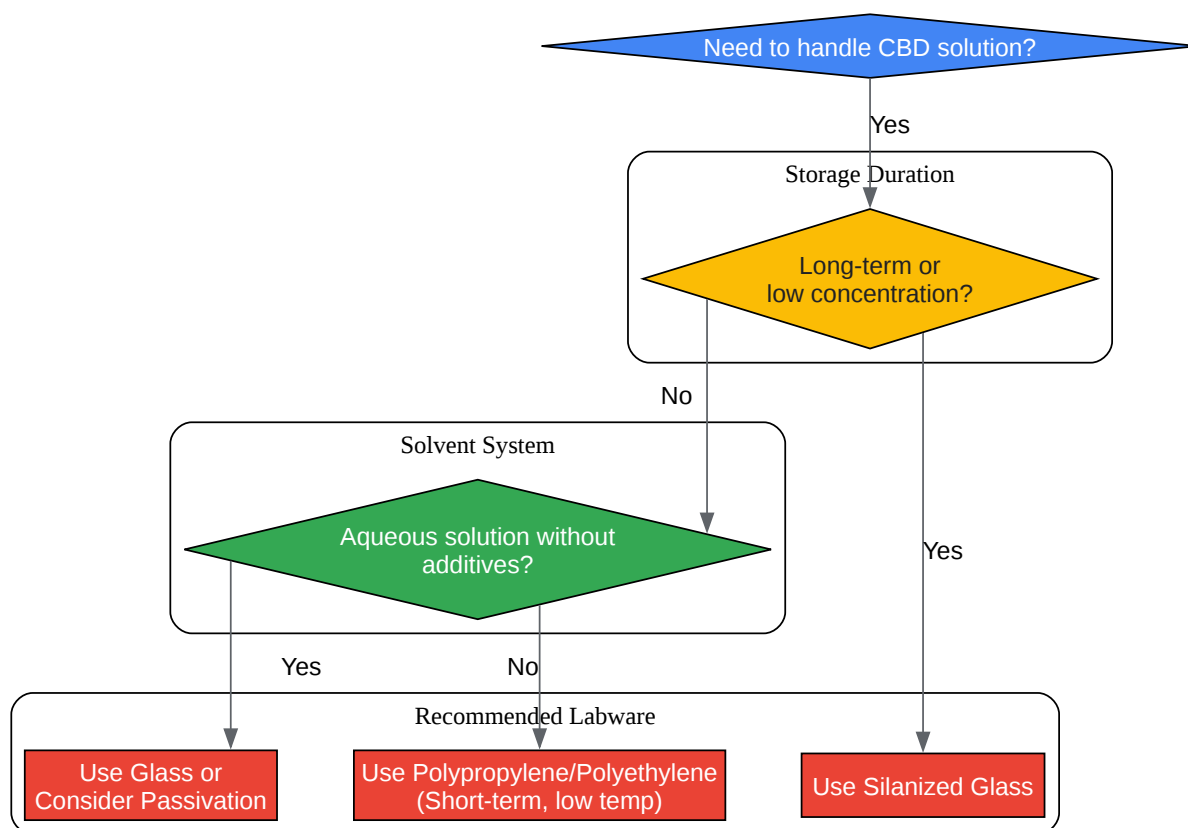 Need to handle CBD solution?
Yes
Storage Duration
Long-term or
low concentration?
No
Solvent System
Aqueous solution without
additives?
Yes
Yes
No
Recommended Labware
Use Glass or
Consider Passivation
Use Polypropylene/Polyethylene
(Short-term, low temp)
Use Silanized Glass